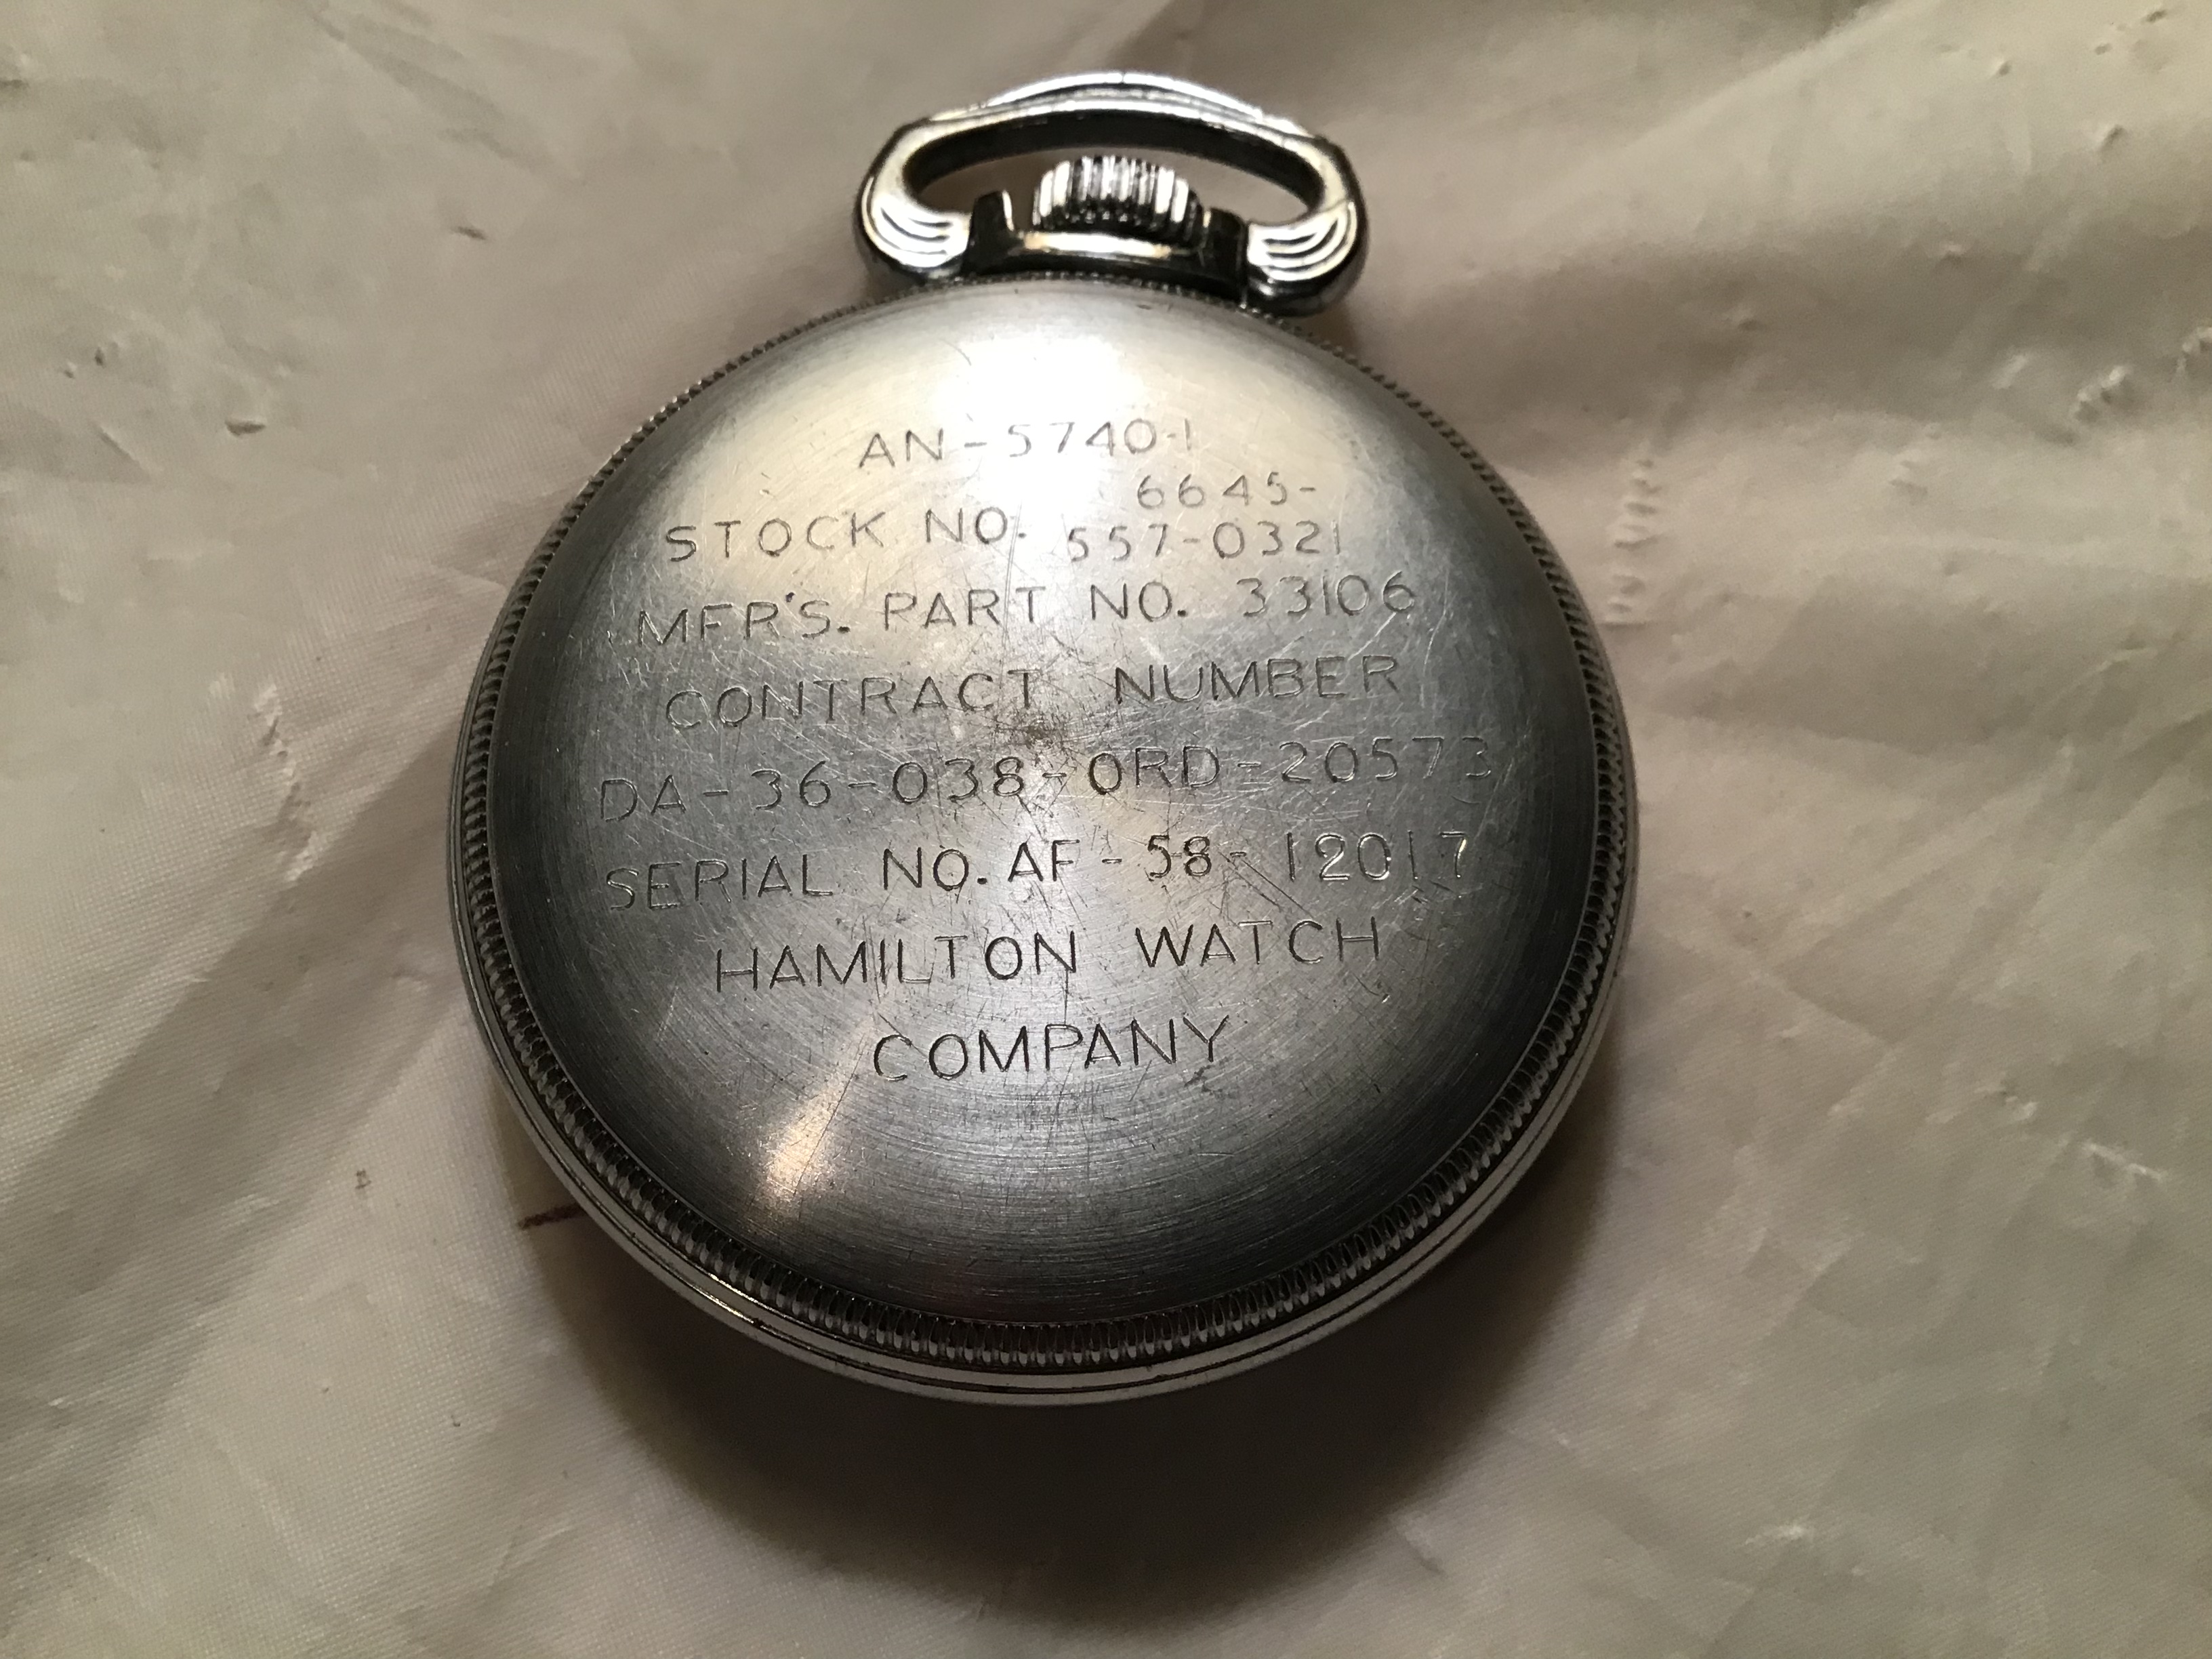 AN-5740-1
6645-
STOCK NO. 557-0321
MFR'S. PART NO. 33106
CONTRACT NUMBER
DA-36-038-ORD-20573
SERIAL NO. AF-58-12017
HAMILTON WATCH
COMPANY